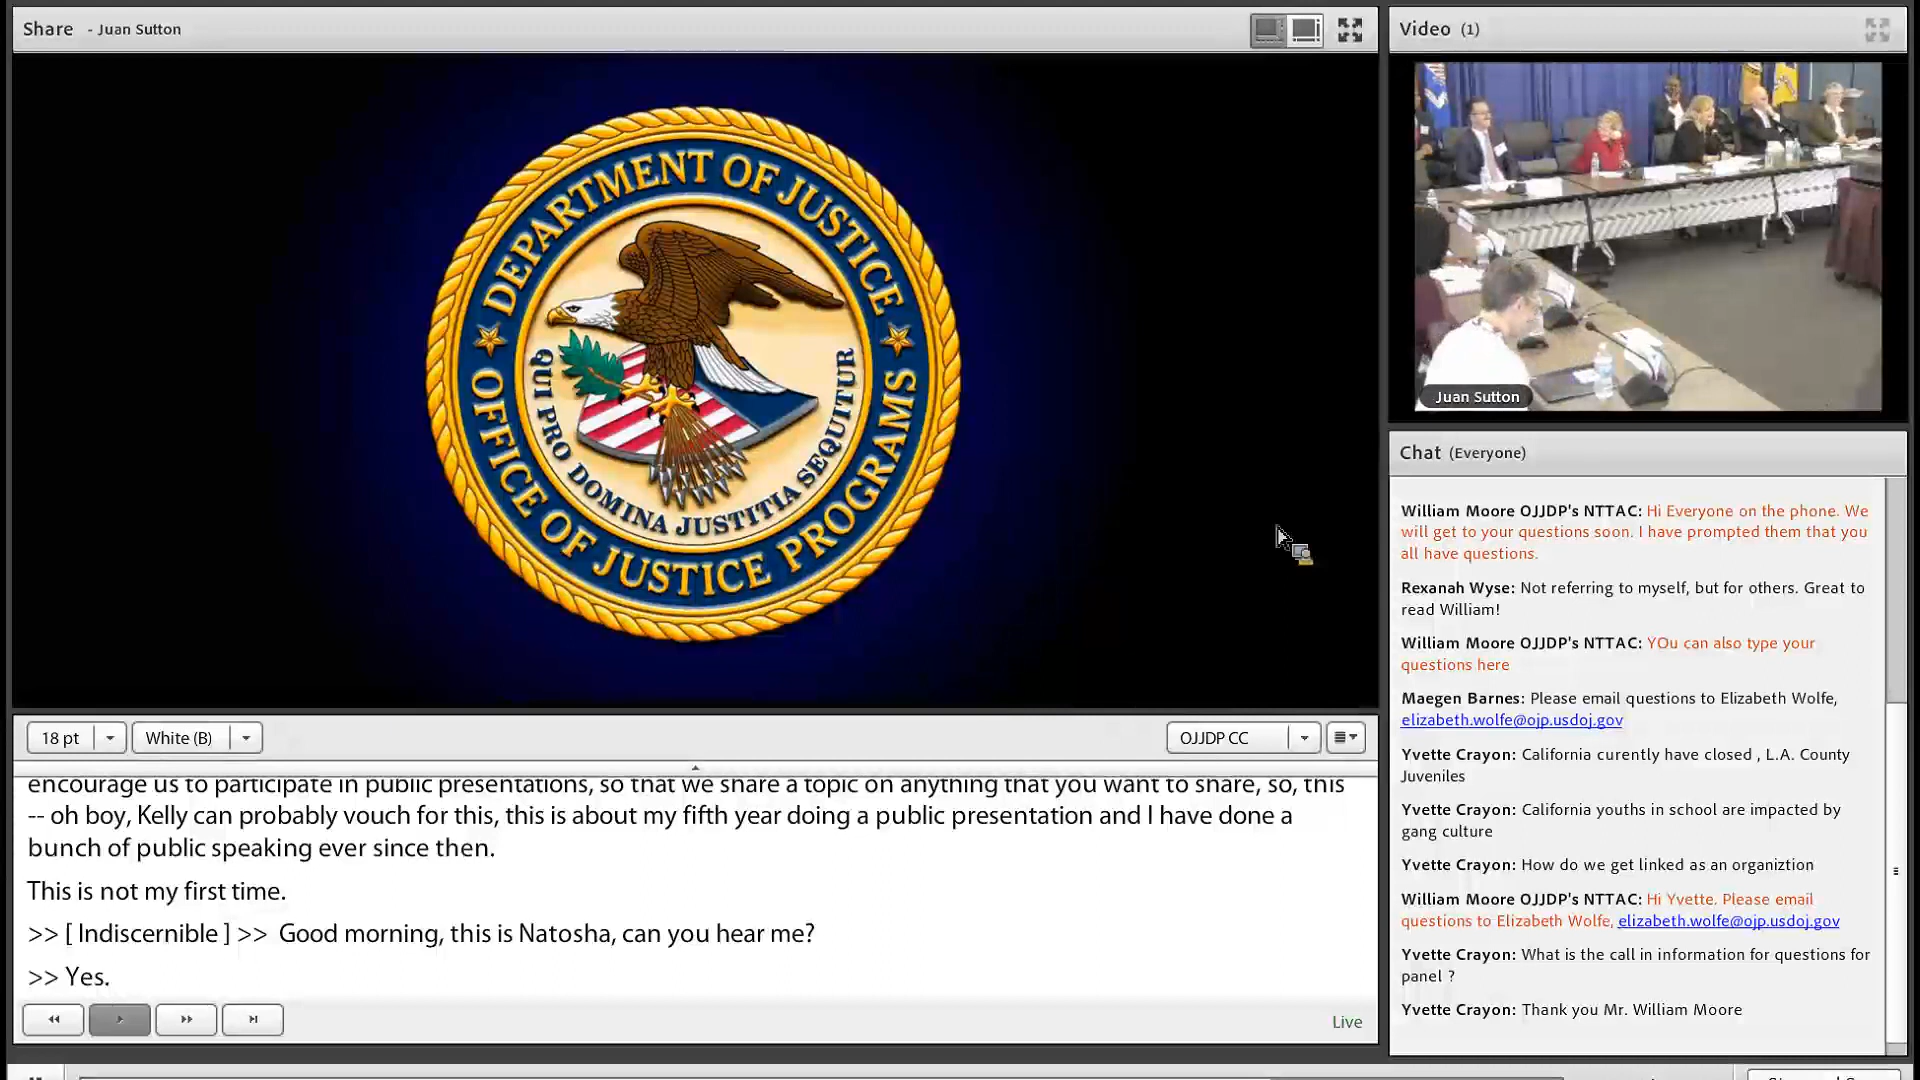 Share - Juan Sutton
DEPARTMENT OF JUSTICE
OFFICE OF JUSTICE PROGRAMS
QUI PRO DOMINA JUSTITIA SEQUITUR
18 pt
White (B)
OJJDP CC
encourage us to participate in public presentations, so that we share a topic on anything that you want to share, so, this
-- oh boy, Kelly can probably vouch for this, this is about my fifth year doing a public presentation and I have done a
bunch of public speaking ever since then.
This is not my first time.
>> [ Indiscernible ] >> Good morning, this is Natosha, can you hear me?
>> Yes.
Live
Video (1)
Juan Sutton
Chat (Everyone)
William Moore OJJDP's NTTAC: Hi Everyone on the phone. We
will get to your questions soon. I have prompted them that you
all have questions.
Rexanah Wyse: Not referring to myself, but for others. Great to
read William!
William Moore OJJDP's NTTAC: YOu can also type your
questions here
Maegen Barnes: Please email questions to Elizabeth Wolfe,
elizabeth.wolfe@ojp.usdoj.gov
Yvette Crayon: California curently have closed , L.A. County
Juveniles
Yvette Crayon: California youths in school are impacted by
gang culture
Yvette Crayon: How do we get linked as an organiztion
William Moore OJJDP's NTTAC: Hi Yvette. Please email
questions to Elizabeth Wolfe, elizabeth.wolfe@ojp.usdoj.gov
Yvette Crayon: What is the call in information for questions for
panel ?
Yvette Crayon: Thank you Mr. William Moore